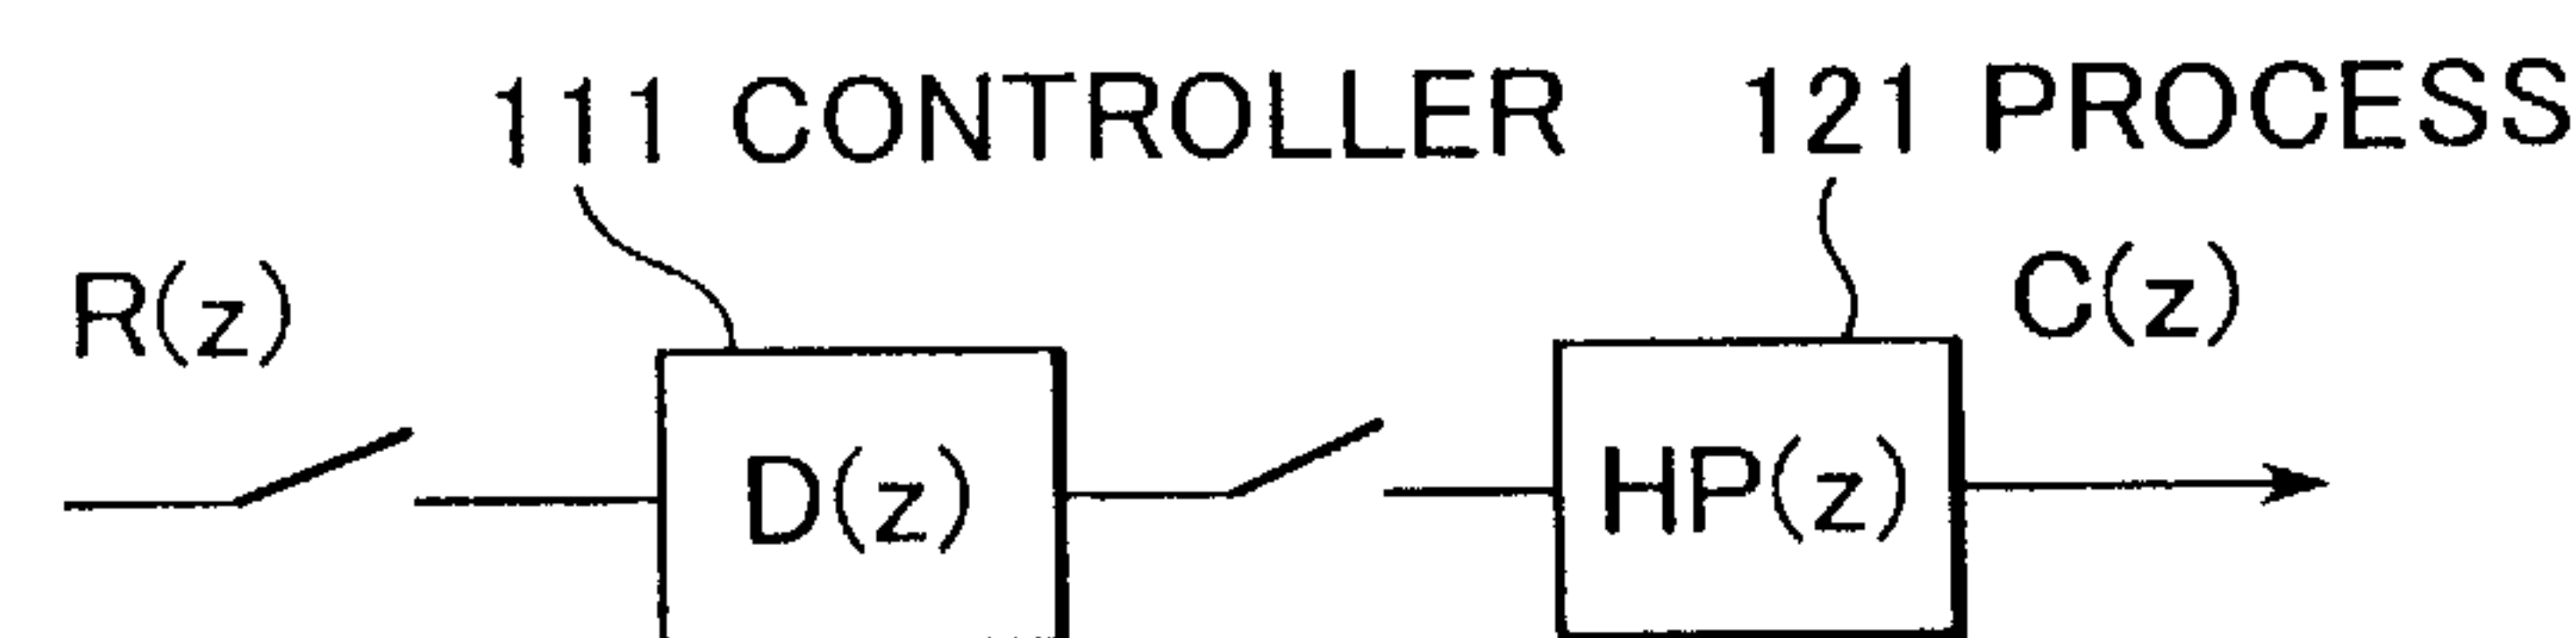 111 CONTROLLER 121 PROCESS
R(z) C(z)
D(z) HP(z)